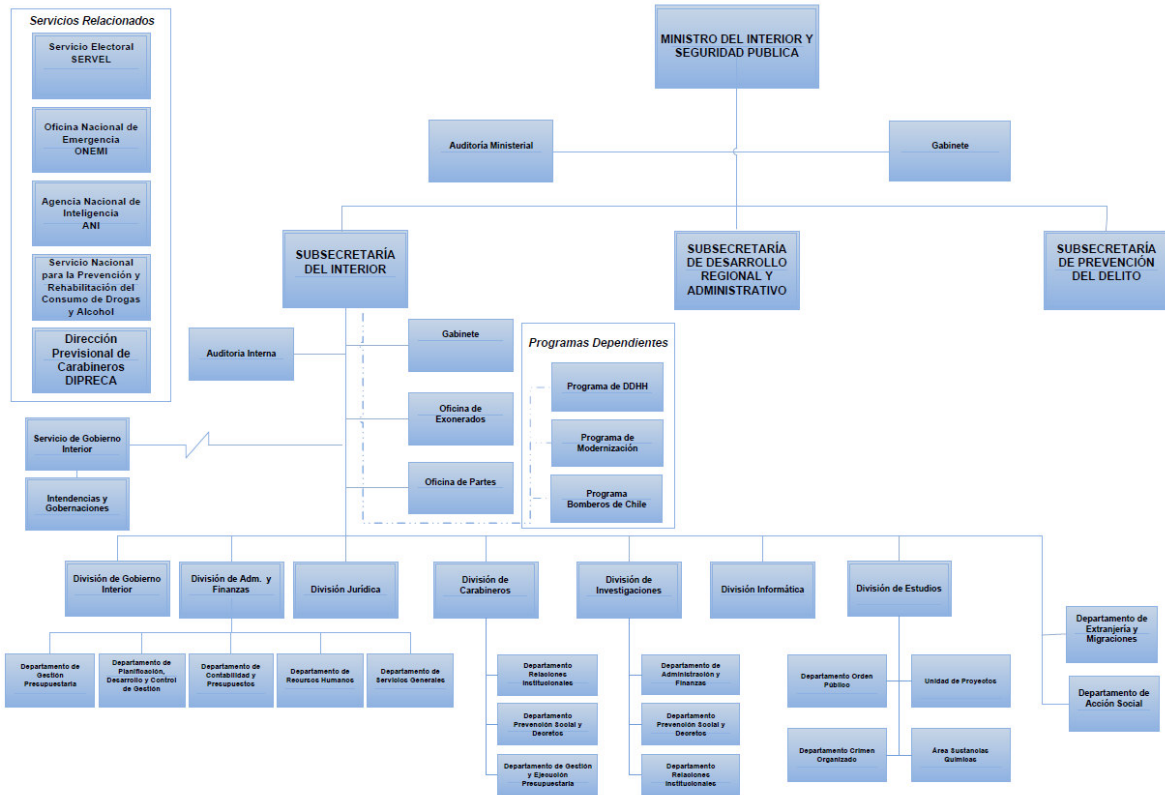 Servicios Relacionados
Servicio Electoral
SERVEL
Oficina Nacional de
Emergencia
ONEMI
Agencia Nacional de
Inteligencia
ANI
Servicio Nacional
para la Prevención y
Rehabilitación del
Consumo de Drogas
y Alcohol
Dirección
Previsional de
Carabineros
DIPRECA
MINISTRO DEL INTERIOR Y
SEGURIDAD PUBLICA
Auditoría Ministerial
Gabinete
SUBSECRETARÍA
DEL INTERIOR
SUBSECRETARÍA
DE DESARROLLO
REGIONAL Y
ADMINISTRATIVO
SUBSECRETARÍA
DE PREVENCIÓN
DEL DELITO
Auditoria Interna
Gabinete
Oficina de
Exonerados
Oficina de Partes
Programas Dependientes
Programa de DDHH
Programa de
Modernización
Programa
Bomberos de Chile
Servicio de Gobierno
Interior
Intendencias y
Gobernaciones
División de Gobierno
Interior
División de Adm. y
Finanzas
División Jurídica
División de
Carabineros
División de
Investigaciones
División Informática
División de Estudios
Departamento de
Extranjería y
Migraciones
Departamento de
Acción Social
Departamento de
Gestión
Presupuestaria
Departamento de
Planificación,
Desarrollo y Control
de Gestión
Departamento de
Contabilidad y
Presupuestos
Departamento de
Recursos Humanos
Departamento de
Servicios Generales
Departamento
Relaciones
Institucionales
Departamento
Prevención Social y
Decretos
Departamento de Gestión
y Ejecución
Presupuestaria
Departamento de
Administración y
Finanzas
Departamento
Prevención Social y
Decretos
Departamento
Relaciones
Institucionales
Departamento Orden
Público
Unidad de Proyectos
Departamento Crimen
Organizado
Área Sustancias
Químicas